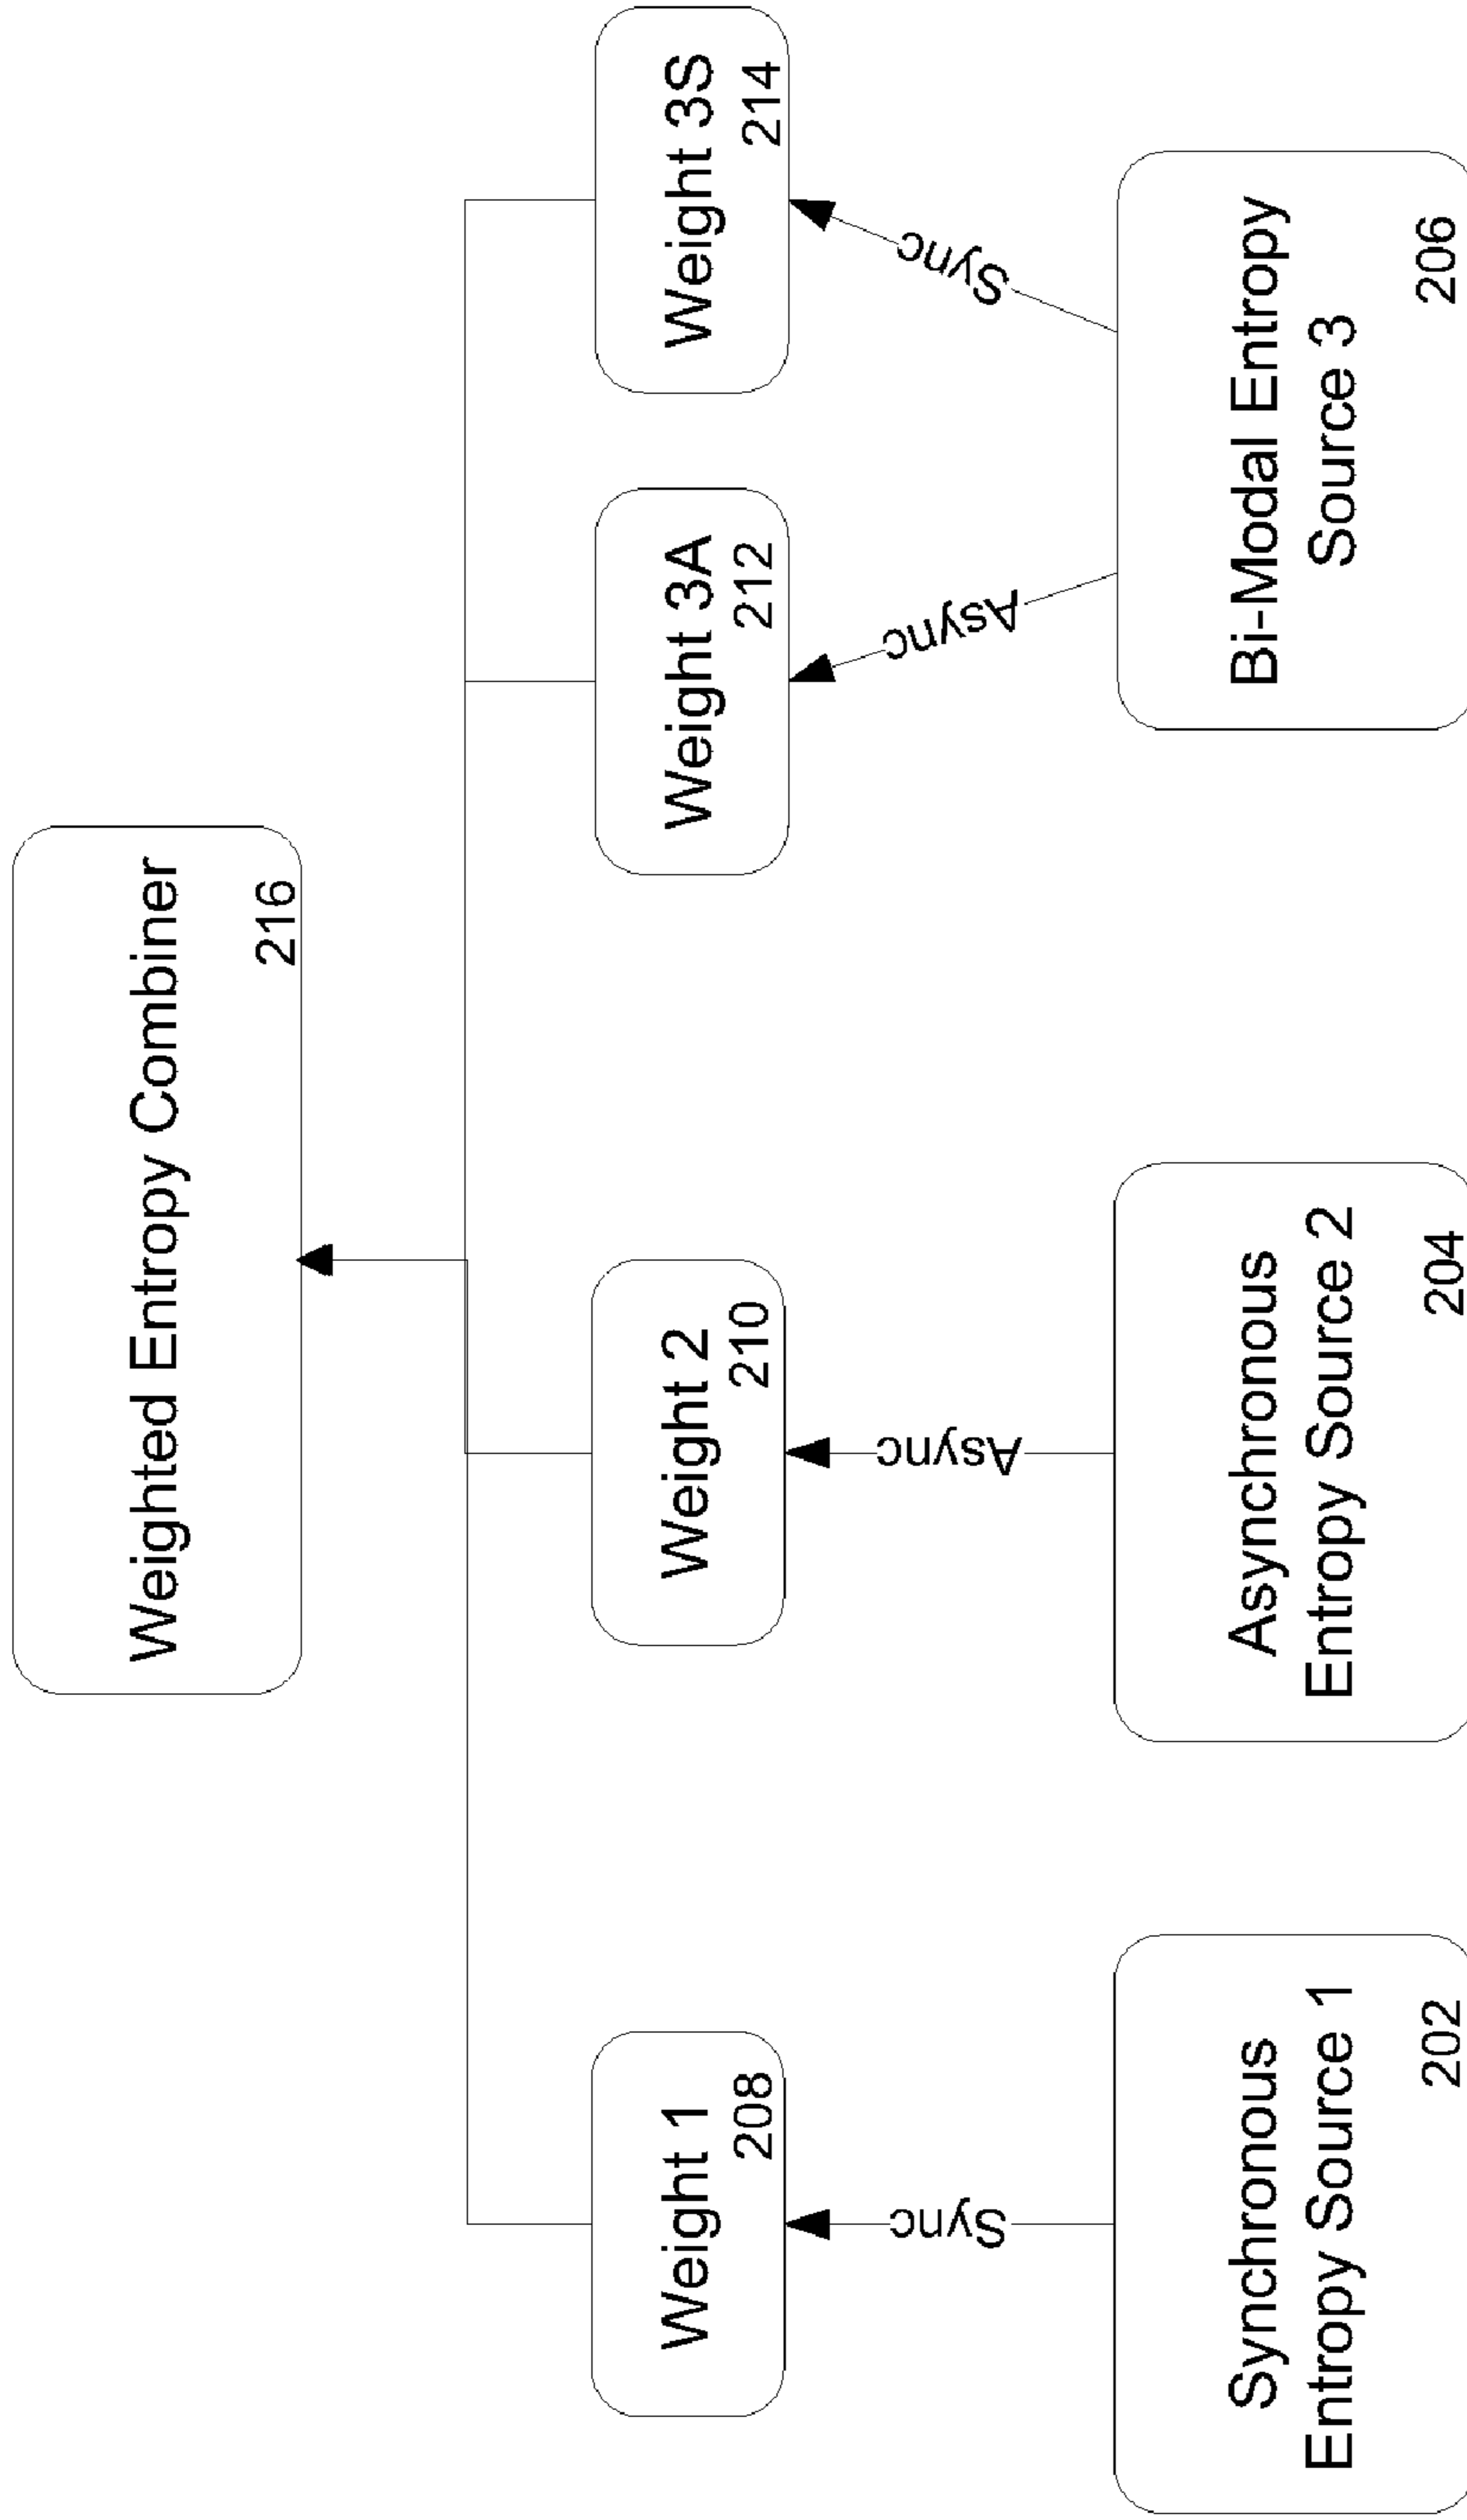 Weighted Entropy Combiner
216
Weight 1
208
Weight 2
210
Weight 3A
212
Weight 3S
214
Sync
Async
Async
Sync
Synchronous
Entropy Source 1
202
Asynchronous
Entropy Source 2
204
Bi-Modal Entropy
Source 3
206